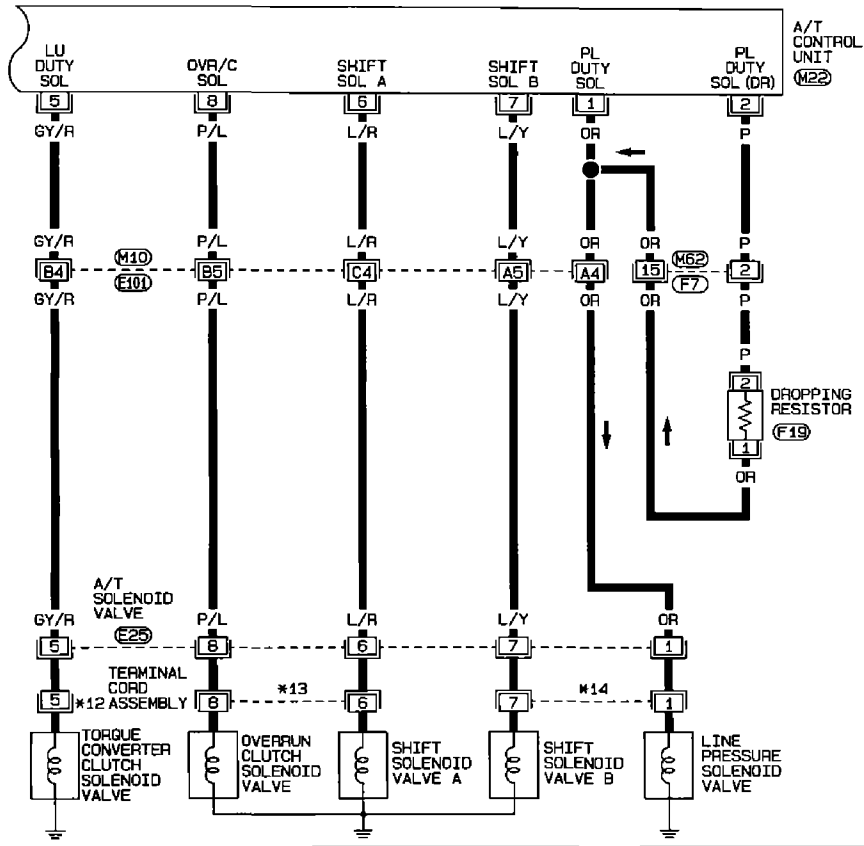 A/T
CONTROL
UNIT
(M22)
LU
DUTY
SOL
OVR/C
SOL
SHIFT
SOL A
SHIFT
SOL B
PL
DUTY
SOL
PL
DUTY
SOL (DR)
5 8 6 7 1 2
GY/R P/L L/R L/Y OR P
GY/R P/L L/R L/Y OR OR P
B4 M10 B5 C4 A5 A4 15 M62 2
E101 F7
GY/R P/L L/R L/Y OR OR P
P
2
DROPPING
RESISTOR
F19
1
OR
A/T
SOLENOID
VALVE
E25
GY/R P/L L/R L/Y OR
5 8 6 7 1
TERMINAL
CORD
ASSEMBLY
5 *12 8 *13 6 7 *14 1
TORQUE
CONVERTER
CLUTCH
SOLENOID
VALVE
OVERRUN
CLUTCH
SOLENOID
VALVE
SHIFT
SOLENOID
VALVE A
SHIFT
SOLENOID
VALVE B
LINE
PRESSURE
SOLENOID
VALVE